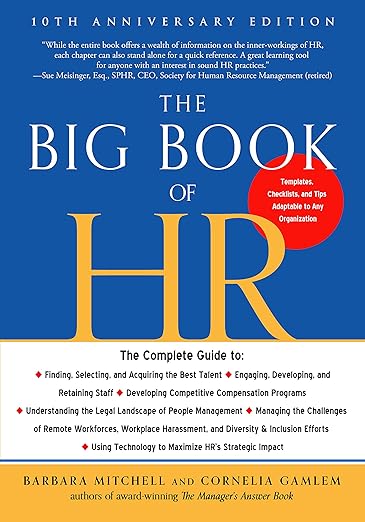 10TH ANNIVERSARY EDITION
"While the entire book offers a wealth of information on the inner-workings of HR,
each chapter can also stand alone for a quick reference. A great learning tool
for anyone with an interest in sound HR practices."
—Sue Meisinger, Esq., SPHR, CEO, Society for Human Resource Management (retired)
THE
BIG BOOK
OF
HR
Templates,
Checklists, and Tips
Adaptable to Any
Organization
The Complete Guide to:
◆ Finding, Selecting, and Acquiring the Best Talent ◆ Engaging, Developing, and
Retaining Staff ◆ Developing Competitive Compensation Programs
◆ Understanding the Legal Landscape of People Management ◆ Managing the Challenges
of Remote Workforces, Workplace Harassment, and Diversity & Inclusion Efforts
◆ Using Technology to Maximize HR's Strategic Impact
BARBARA MITCHELL AND CORNELIA GAMLEM
authors of award-winning The Manager's Answer Book